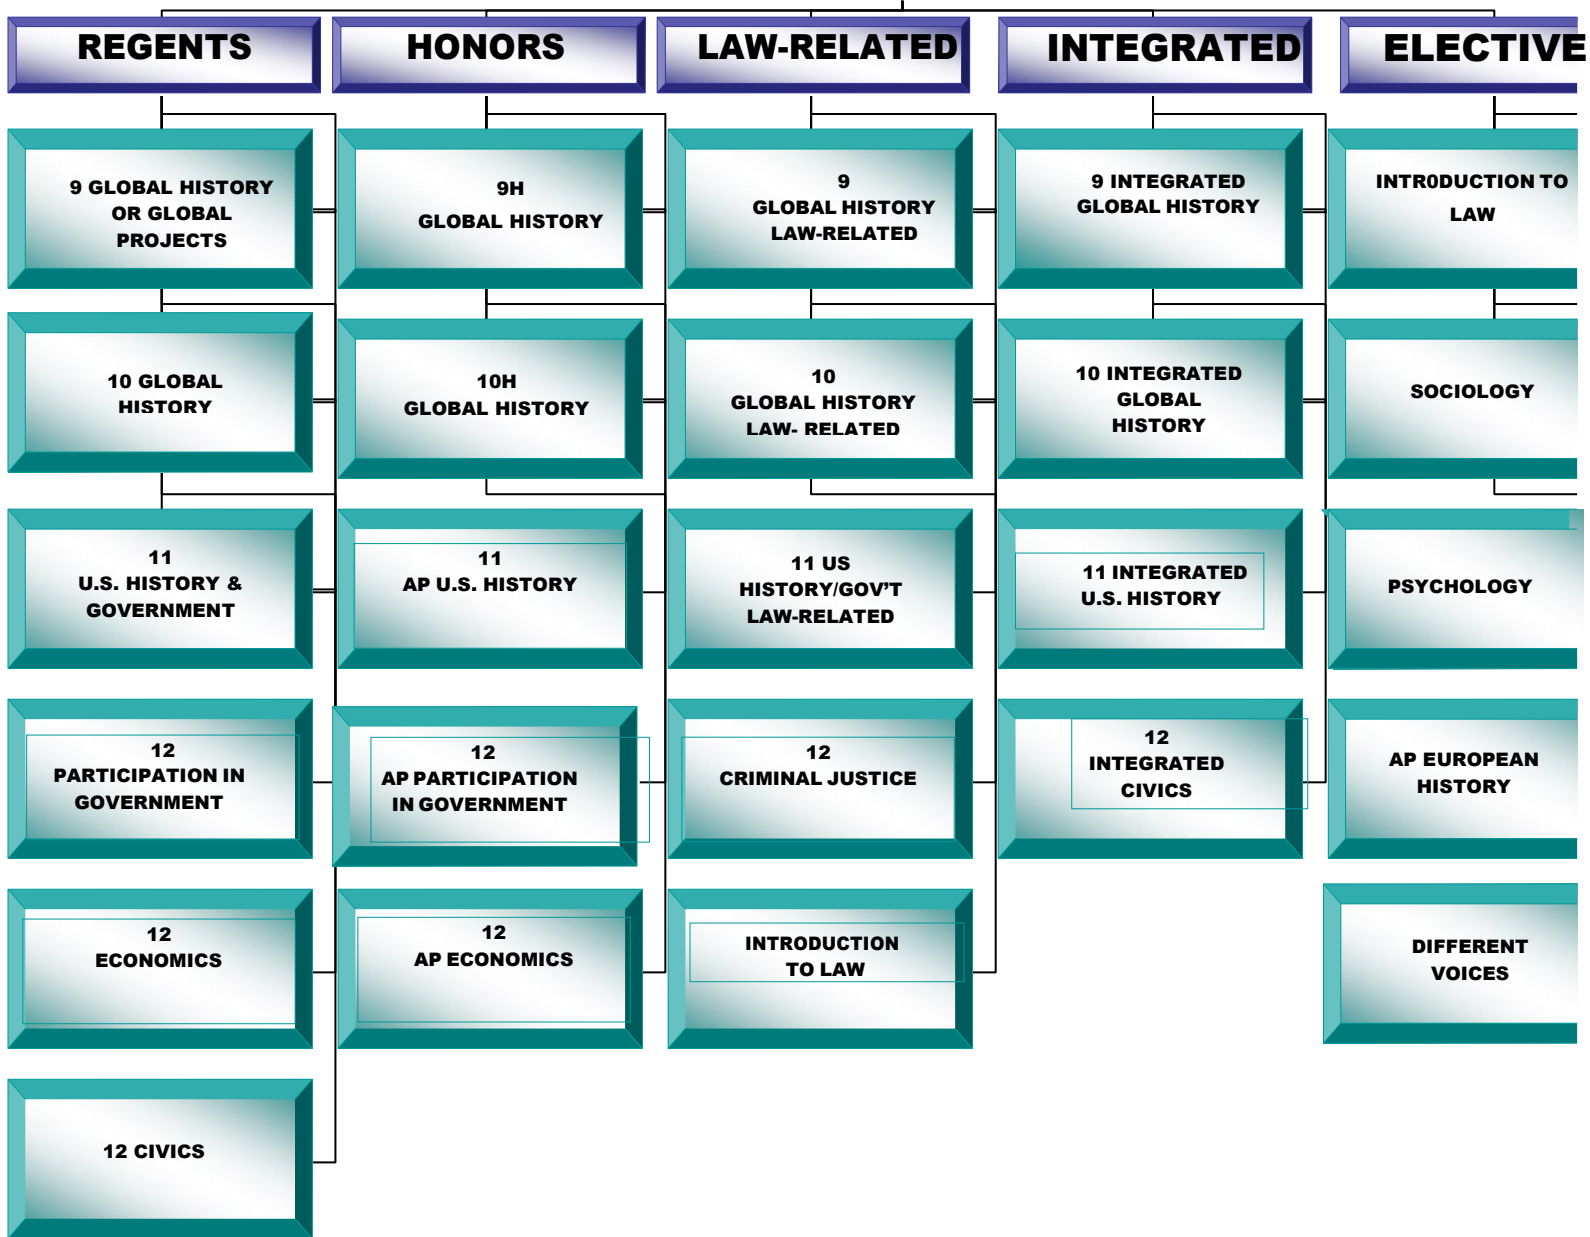 REGENTS
HONORS
LAW-RELATED
INTEGRATED
ELECTIVE
9 GLOBAL HISTORY
OR GLOBAL
PROJECTS
9H
GLOBAL HISTORY
9
GLOBAL HISTORY
LAW-RELATED
9 INTEGRATED
GLOBAL HISTORY
INTR0DUCTION TO
LAW
10 GLOBAL
HISTORY
10H
GLOBAL HISTORY
10
GLOBAL HISTORY
LAW- RELATED
10 INTEGRATED
GLOBAL
HISTORY
SOCIOLOGY
11
U.S. HISTORY &
GOVERNMENT
11
AP U.S. HISTORY
11 US
HISTORY/GOV’T
LAW-RELATED
11 INTEGRATED
U.S. HISTORY
PSYCHOLOGY
12
PARTICIPATION IN
GOVERNMENT
12
AP PARTICIPATION
IN GOVERNMENT
12
CRIMINAL JUSTICE
12
INTEGRATED
CIVICS
AP EUROPEAN
HISTORY
12
ECONOMICS
12
AP ECONOMICS
INTRODUCTION
TO LAW
DIFFERENT
VOICES
12 CIVICS